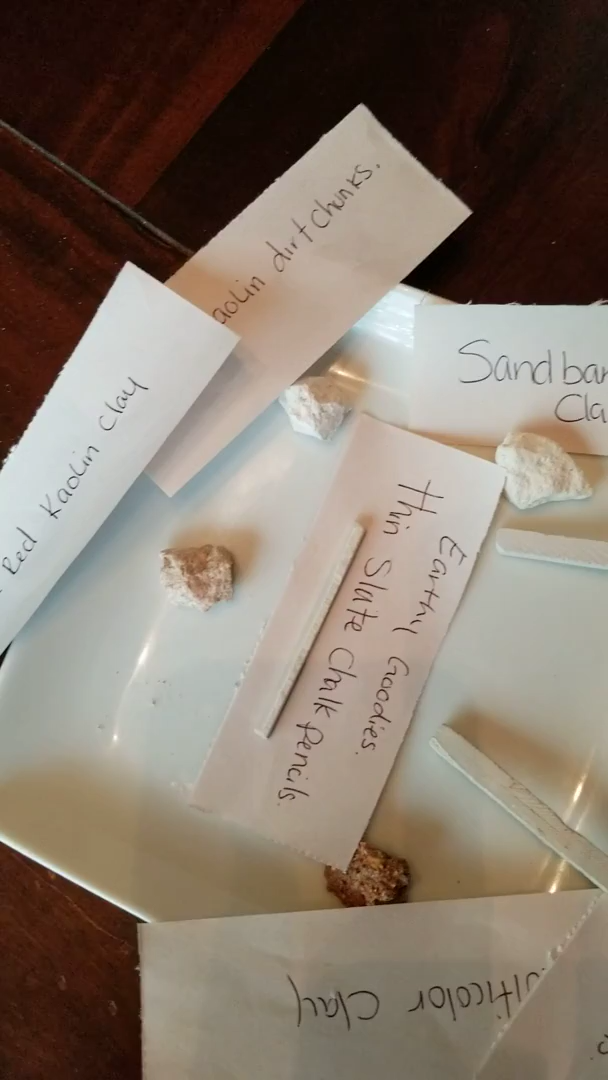 aolin dirt chunks.
Red Kaolin Clay
Sandbar
Cla
Earthy Goodies.
thin Slate Chalk pencils.
ulticolor Clay